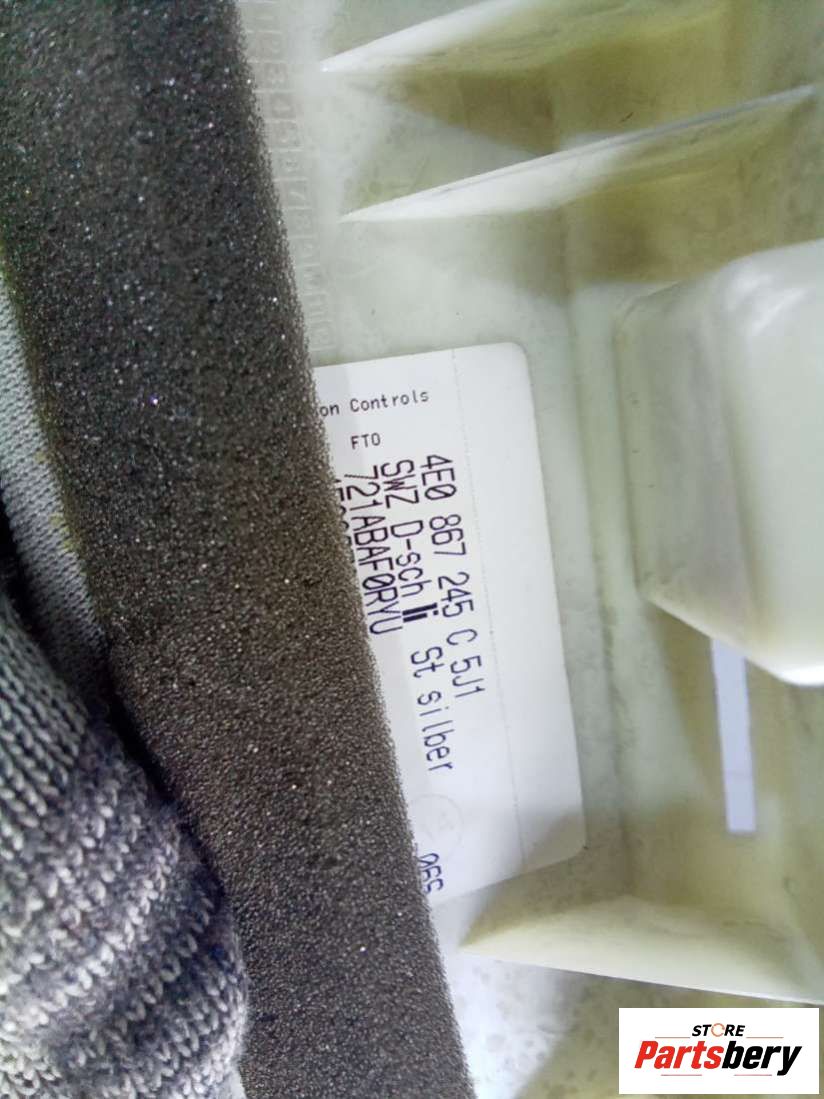 on Controls
FTO
4E0 867 245 C 5J1
SWZ D-sch li St silber
721ABAF0RYU
STORE
Partsbery